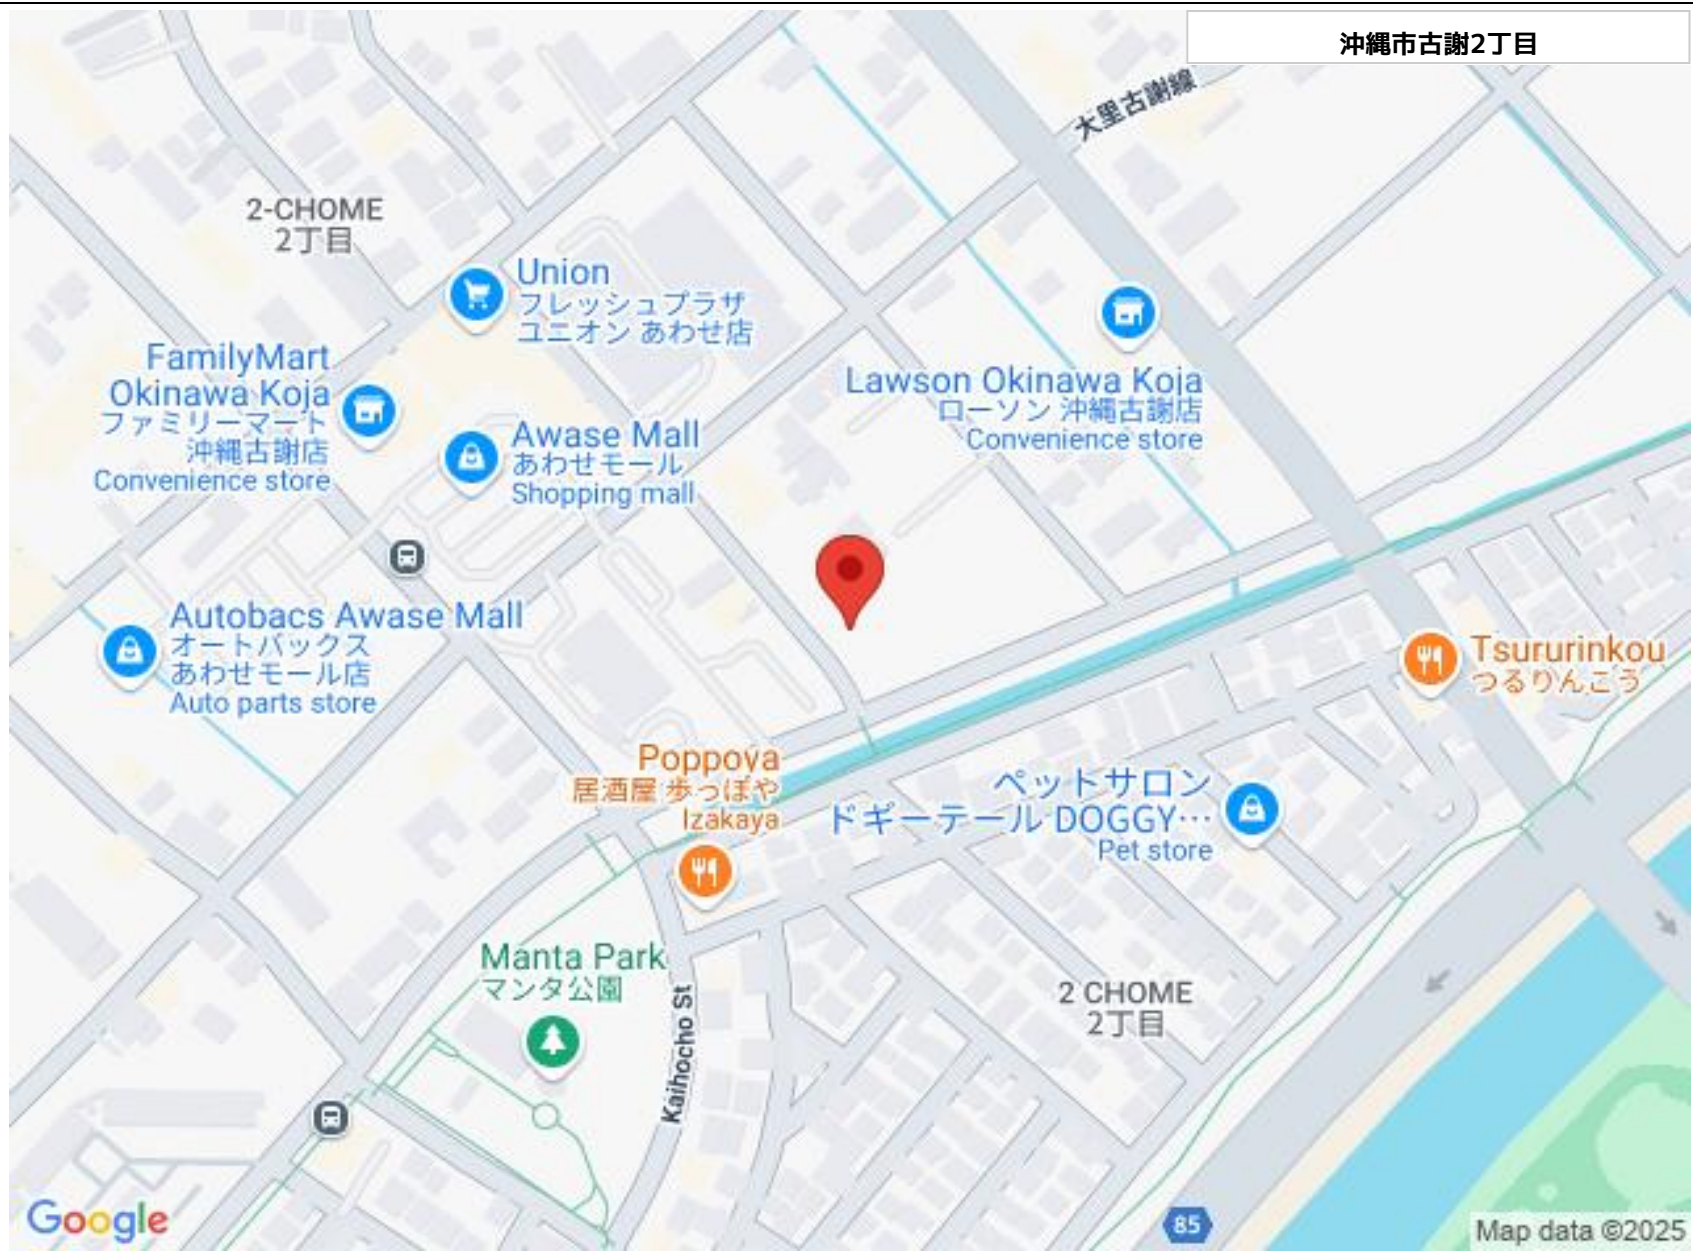 沖縄市古謝2丁目
大里古謝線
2-CHOME
2丁目
Union
フレッシュプラザ
ユニオン あわせ店
FamilyMart
Okinawa Koja
ファミリーマート
沖縄古謝店
Convenience store
Lawson Okinawa Koja
ローソン 沖縄古謝店
Convenience store
Awase Mall
あわせモール
Shopping mall
Autobacs Awase Mall
オートバックス
あわせモール店
Auto parts store
Tsururinkou
つるりんこう
Poppoya
居酒屋 歩っぽや
Izakaya
ペットサロン
ドギーテール DOGGY…
Pet store
Manta Park
マンタ公園
Kaihocho St
2 CHOME
2丁目
85
Google
Map data ©2025